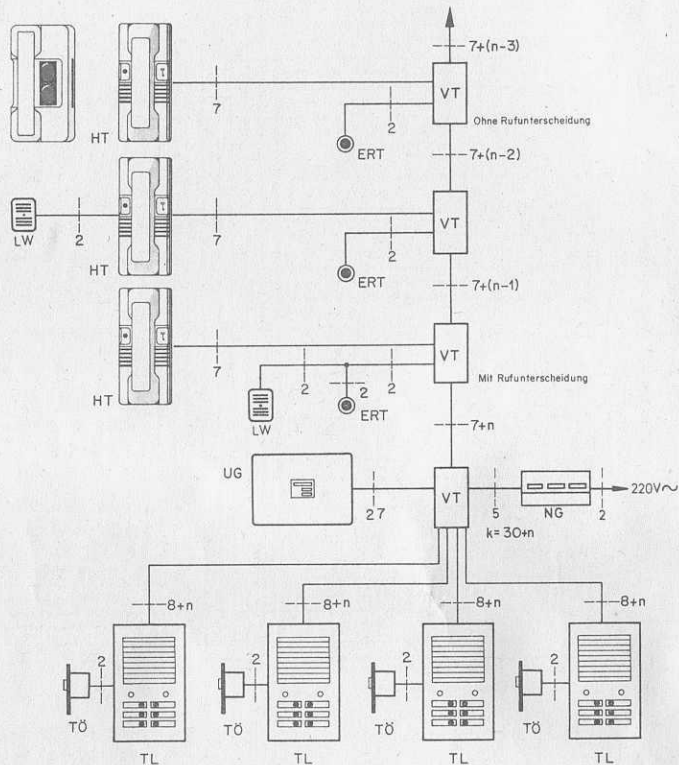 7+(n-3)
VT
HT
7
2
Ohne Rufunterscheidung
ERT
7+(n-2)
LW
2
7
VT
HT
2
ERT
7+(n-1)
VT
7
HT
2
2
2
Mit Rufunterscheidung
LW
ERT
7+n
UG
27
VT
5
NG
2
220V~
k=30+n
8+n
8+n
8+n
8+n
2
2
2
2
TÖ
TÖ
TÖ
TÖ
TL
TL
TL
TL